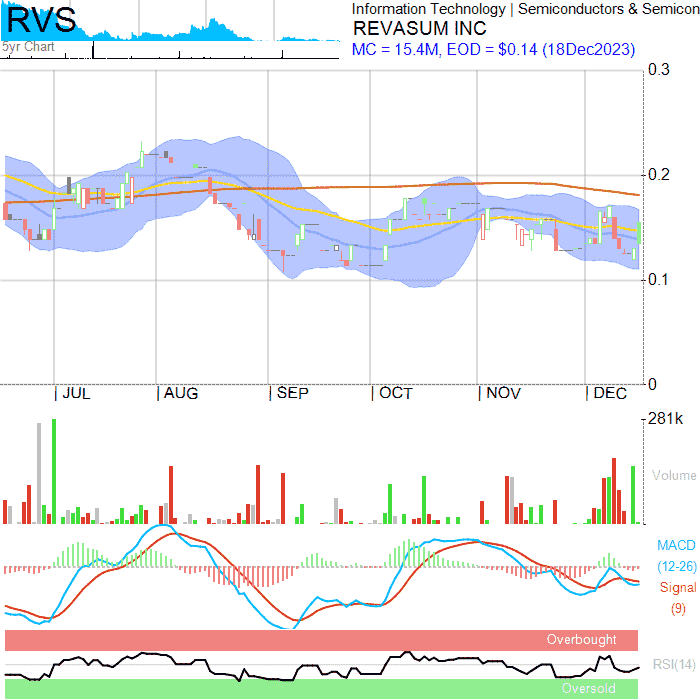 RVS
5yr Chart
Information Technology | Semiconductors & Semicon
REVASUM INC
MC = 15.4M, EOD = $0.14 (18Dec2023)
0.3
0.2
0.1
0
JUL
AUG
SEP
OCT
NOV
DEC
281k
Volume
MACD
(12-26)
Signal
(9)
Overbought
RSI(14)
Oversold